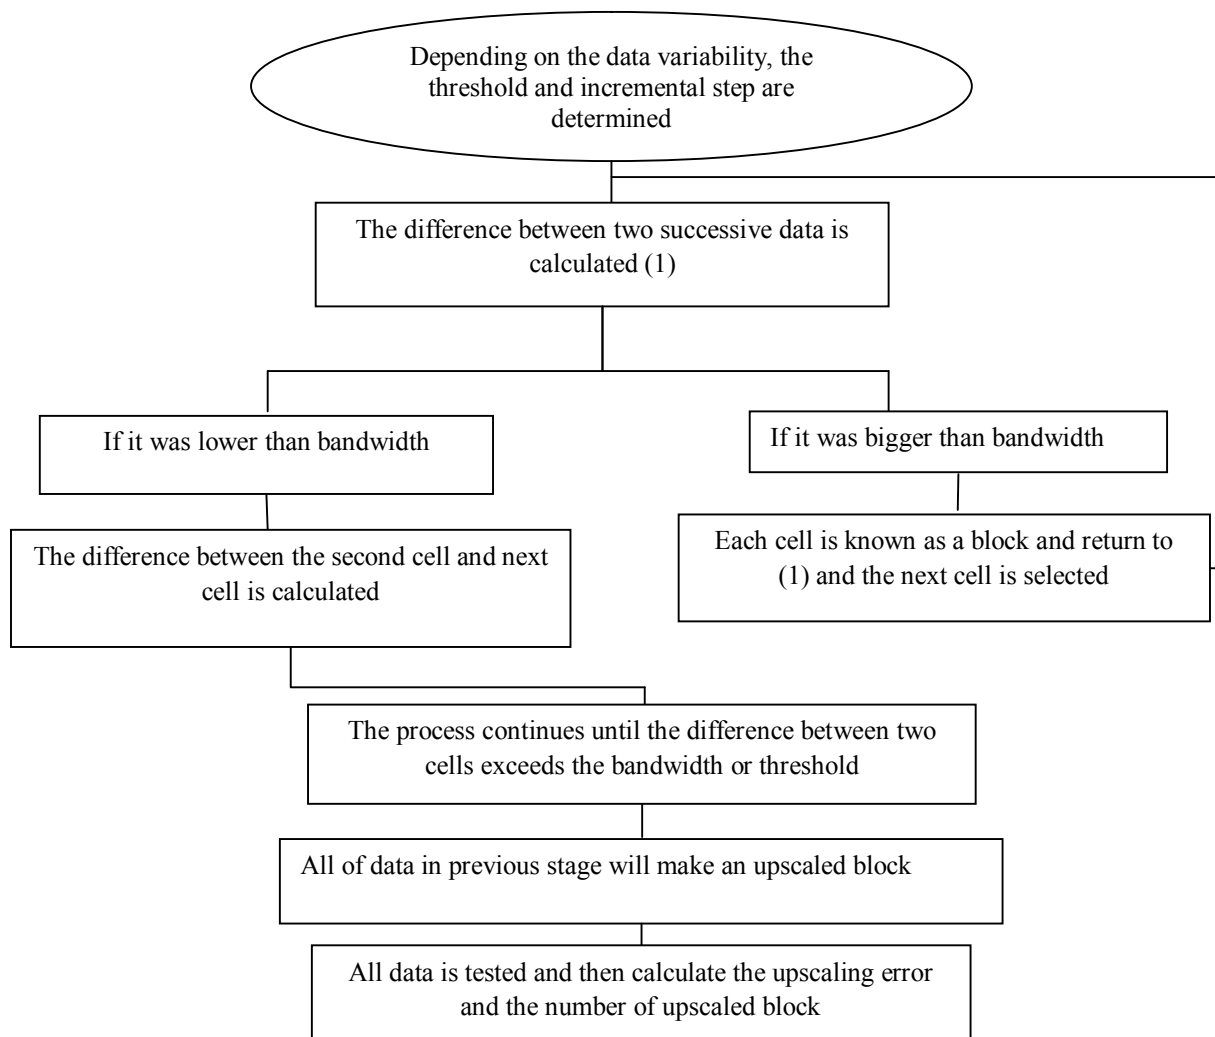 Depending on the data variability, the
threshold and incremental step are
determined
The difference between two successive data is
calculated (1)
If it was lower than bandwidth
If it was bigger than bandwidth
The difference between the second cell and next
cell is calculated
Each cell is known as a block and return to
(1) and the next cell is selected
The process continues until the difference between two
cells exceeds the bandwidth or threshold
All of data in previous stage will make an upscaled block
All data is tested and then calculate the upscaling error
and the number of upscaled block